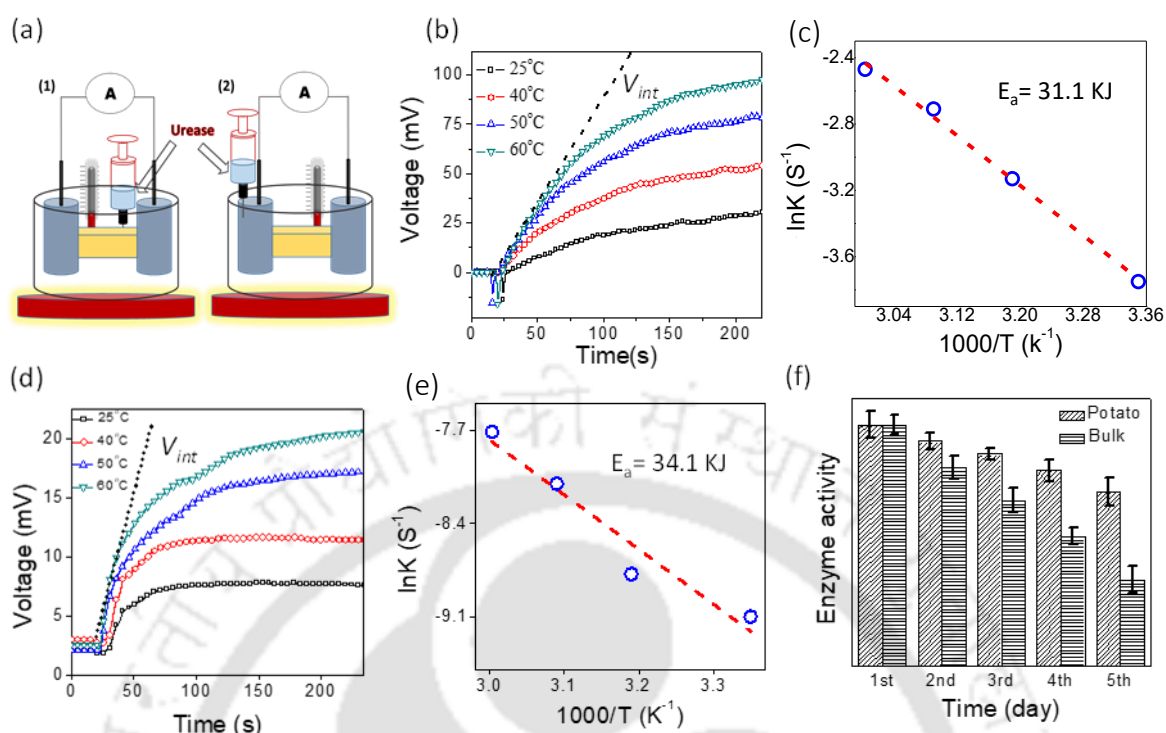 (a)
(1)
A
Urease
(2)
A
(b)
25°C
40°C
50°C
60°C
V_int
100
75
50
25
0
Voltage (mV)
0 50 100 150 200
Time(s)
(c)
E_a= 31.1 KJ
-2.4
-2.8
-3.2
-3.6
lnK (S⁻¹)
3.04 3.12 3.20 3.28 3.36
1000/T (k⁻¹)
(d)
25°C
40°C
50°C
60°C
V_int
20
15
10
5
0
Voltage (mV)
0 50 100 150 200
Time (s)
(e)
E_a= 34.1 KJ
-7.7
-8.4
-9.1
lnK (S⁻¹)
3.0 3.1 3.2 3.3
1000/T (K⁻¹)
(f)
Potato
Bulk
Enzyme activity
1st 2nd 3rd 4th 5th
Time (day)